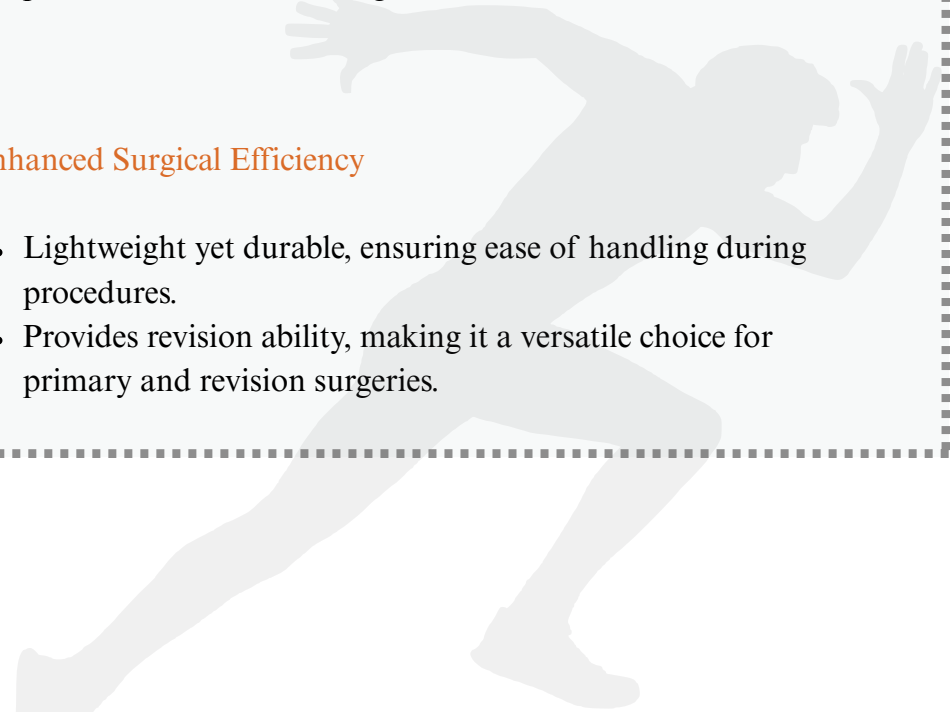 nhanced Surgical Efficiency
Lightweight yet durable, ensuring ease of handling during
procedures.
Provides revision ability, making it a versatile choice for
primary and revision surgeries.